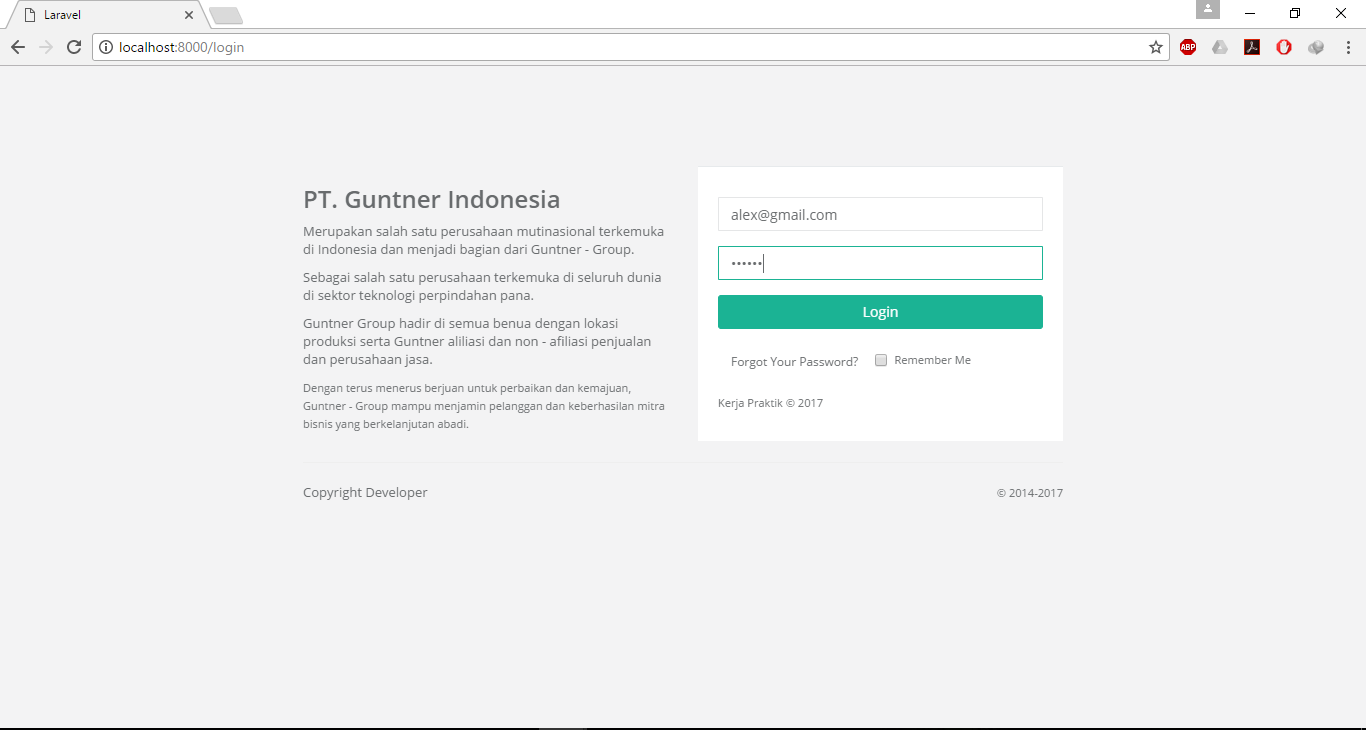 Laravel
localhost:8000/login
ABP
PT. Guntner Indonesia
Merupakan salah satu perusahaan mutinasional terkemuka
di Indonesia dan menjadi bagian dari Guntner - Group.
Sebagai salah satu perusahaan terkemuka di seluruh dunia
di sektor teknologi perpindahan pana.
Guntner Group hadir di semua benua dengan lokasi
produksi serta Guntner aliliasi dan non - afiliasi penjualan
dan perusahaan jasa.
Dengan terus menerus berjuan untuk perbaikan dan kemajuan,
Guntner - Group mampu menjamin pelanggan dan keberhasilan mitra
bisnis yang berkelanjutan abadi.
alex@gmail.com
••••••
Login
Forgot Your Password? Remember Me
Kerja Praktik © 2017
Copyright Developer © 2014-2017